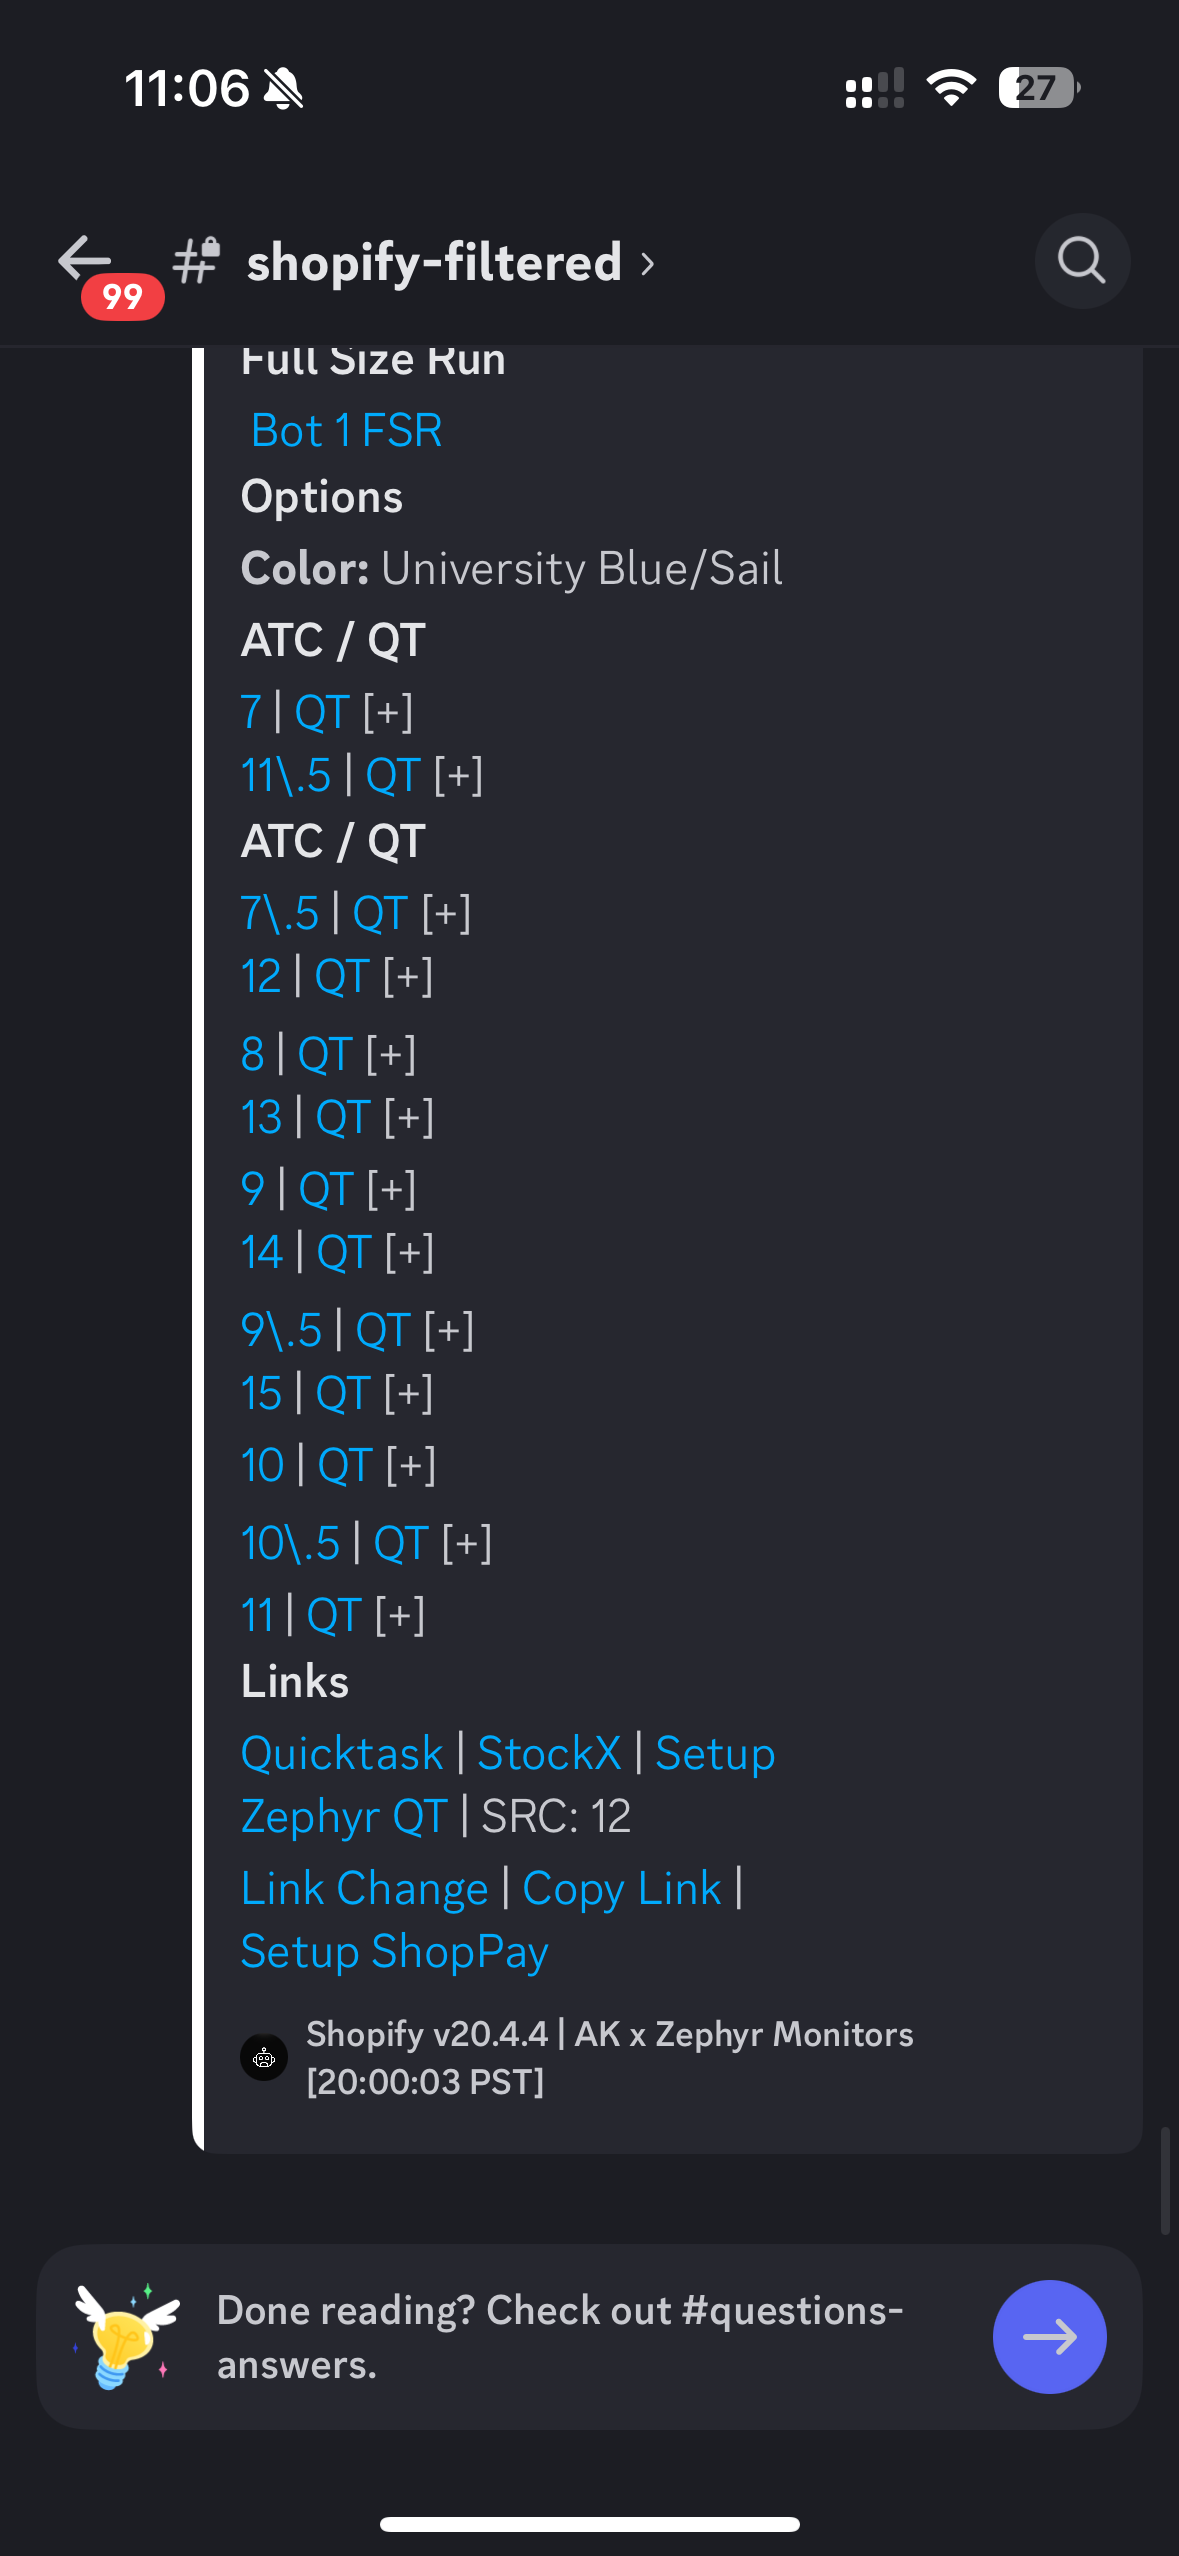 11:06
27
99
shopify-filtered
Full Size Run
Bot 1 FSR
Options
Color: University Blue/Sail
ATC / QT
7 | QT [+]
11\.5 | QT [+]
ATC / QT
7\.5 | QT [+]
12 | QT [+]
8 | QT [+]
13 | QT [+]
9 | QT [+]
14 | QT [+]
9\.5 | QT [+]
15 | QT [+]
10 | QT [+]
10\.5 | QT [+]
11 | QT [+]
Links
Quicktask | StockX | Setup
Zephyr QT | SRC: 12
Link Change | Copy Link |
Setup ShopPay
Shopify v20.4.4 | AK x Zephyr Monitors
[20:00:03 PST]
Done reading? Check out #questions-
answers.